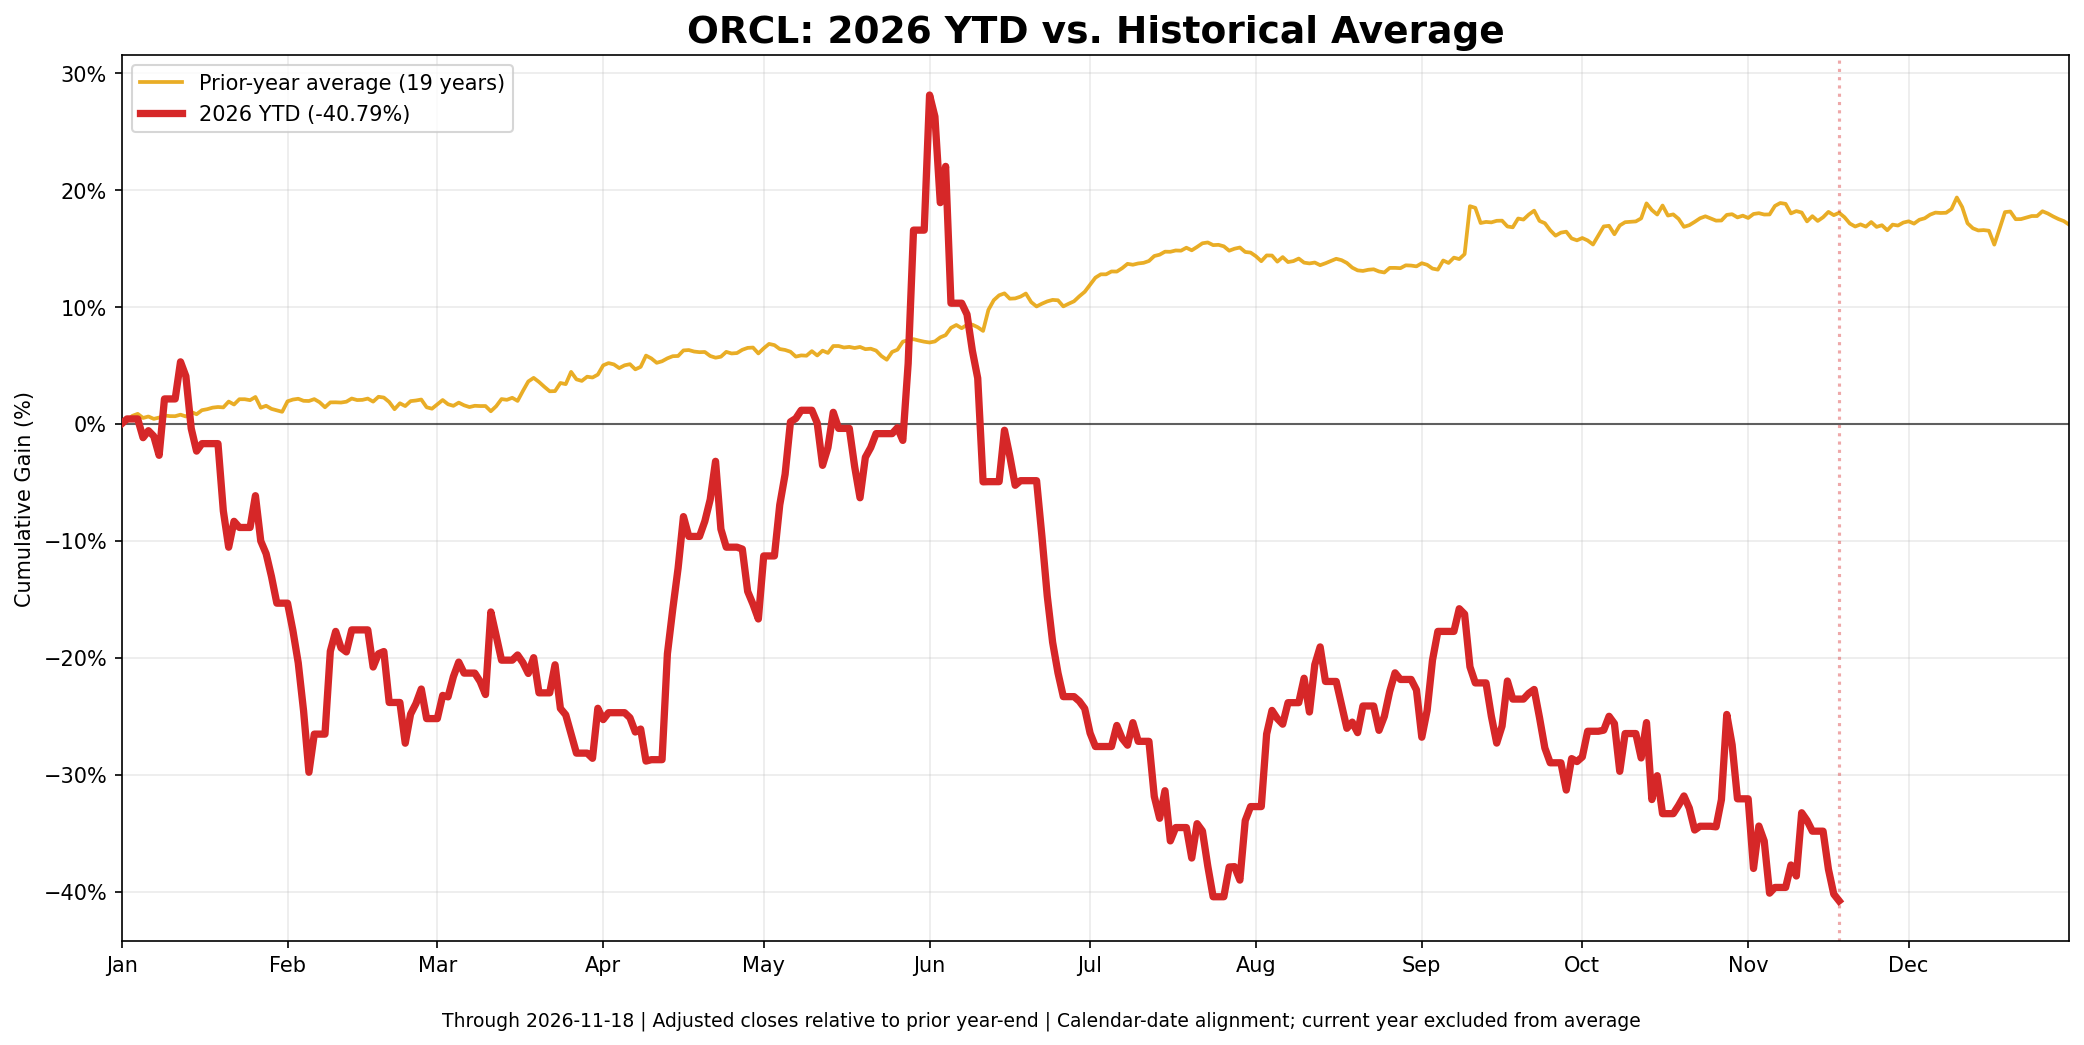 ORCL: 2026 YTD vs. Historical Average
Prior-year average (19 years)
2026 YTD (-40.79%)
Cumulative Gain (%)
30%
20%
10%
0%
−10%
−20%
−30%
−40%
Jan Feb Mar Apr May Jun Jul Aug Sep Oct Nov Dec
Through 2026-11-18 | Adjusted closes relative to prior year-end | Calendar-date alignment; current year excluded from average